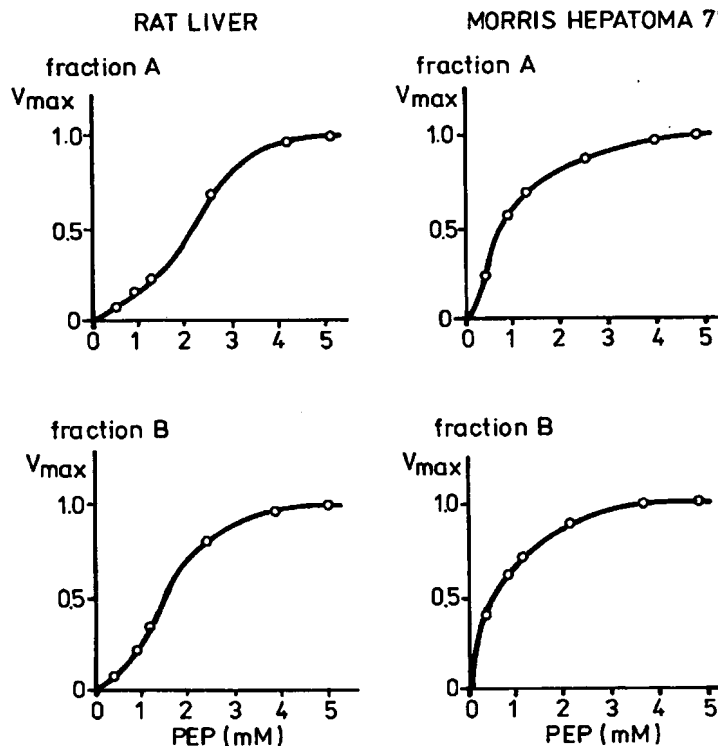 RAT LIVER
MORRIS HEPATOMA 7
fraction A
Vmax
1.0
0.5
0
0 1 2 3 4 5
fraction A
Vmax
1.0
0.5
0
0 1 2 3 4 5
fraction B
Vmax
1.0
0.5
0
0 1 2 3 4 5
PEP (mM)
fraction B
Vmax
1.0
0.5
0
0 1 2 3 4 5
PEP (mM)